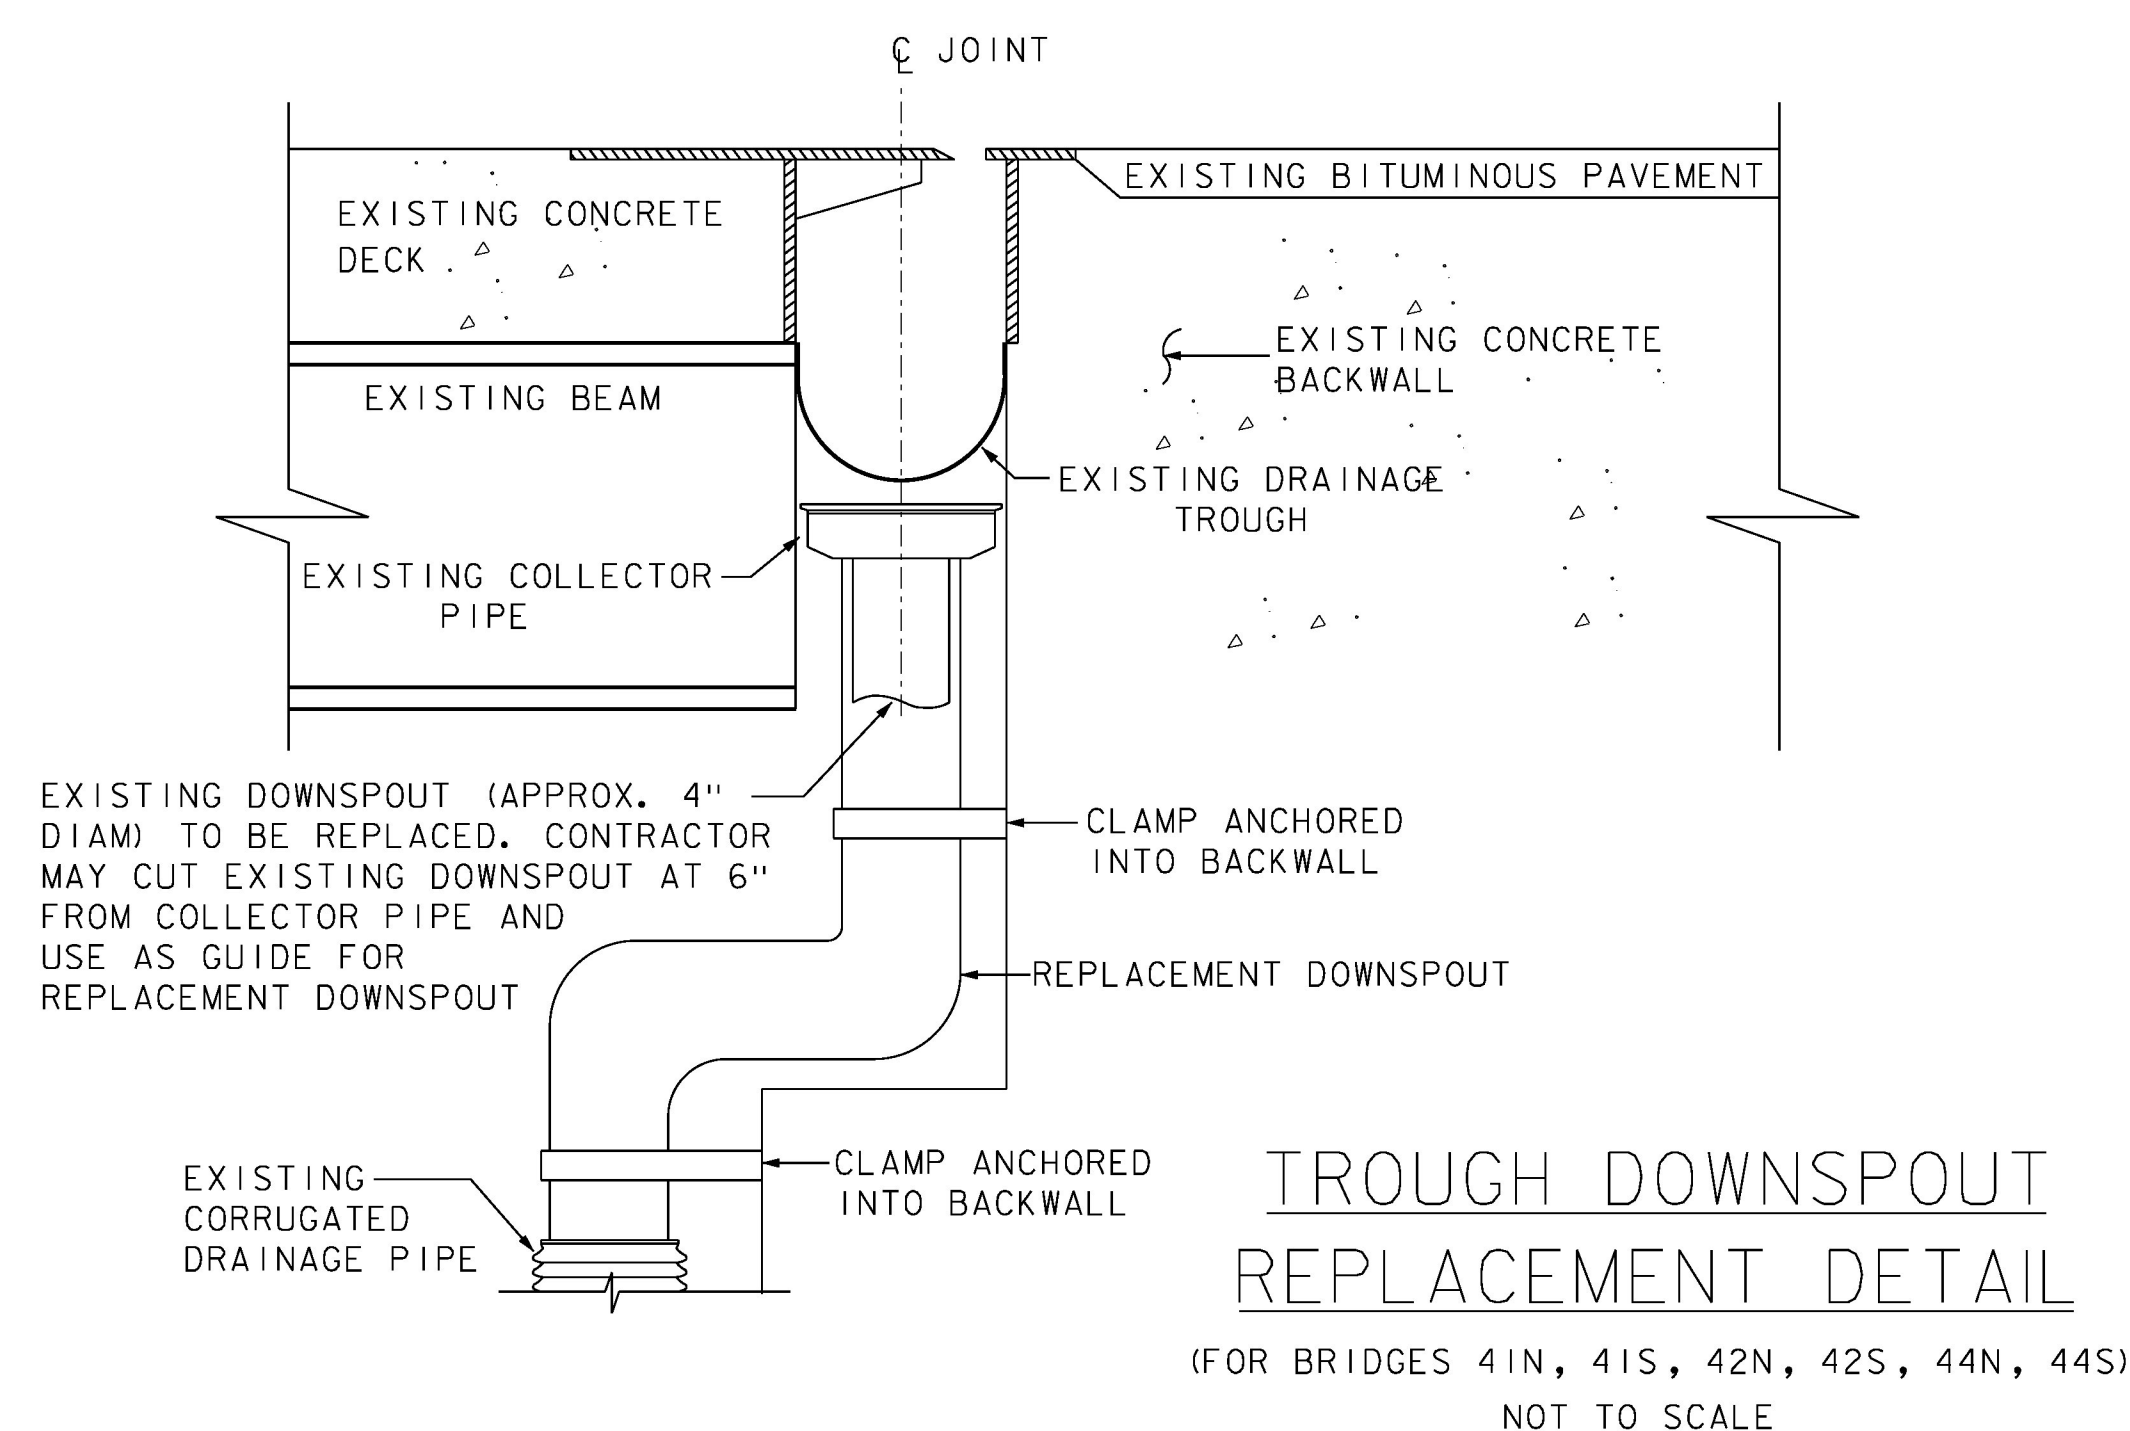 ℄ JOINT
EXISTING BITUMINOUS PAVEMENT
EXISTING CONCRETE
DECK
EXISTING CONCRETE
BACKWALL
EXISTING BEAM
EXISTING DRAINAGE
TROUGH
EXISTING COLLECTOR
PIPE
EXISTING DOWNSPOUT (APPROX. 4"
DIAM) TO BE REPLACED. CONTRACTOR
MAY CUT EXISTING DOWNSPOUT AT 6"
FROM COLLECTOR PIPE AND
USE AS GUIDE FOR
REPLACEMENT DOWNSPOUT
CLAMP ANCHORED
INTO BACKWALL
REPLACEMENT DOWNSPOUT
CLAMP ANCHORED
INTO BACKWALL
EXISTING
CORRUGATED
DRAINAGE PIPE
TROUGH DOWNSPOUT
REPLACEMENT DETAIL
(FOR BRIDGES 41N, 41S, 42N, 42S, 44N, 44S)
NOT TO SCALE